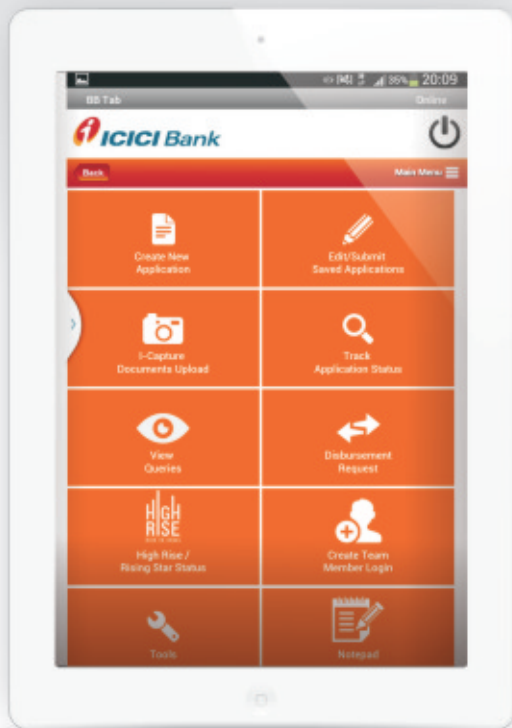 36% 20:09
BB Tab Online
i ICICI Bank
Back Main Menu
Create New
Application
Edit/Submit
Saved Applications
I-Capture
Documents Upload
Track
Application Status
View
Queries
Disbursement
Request
HIGH
RISE
High Rise /
Rising Star Status
Create Team
Member Login
Tools
Notepad